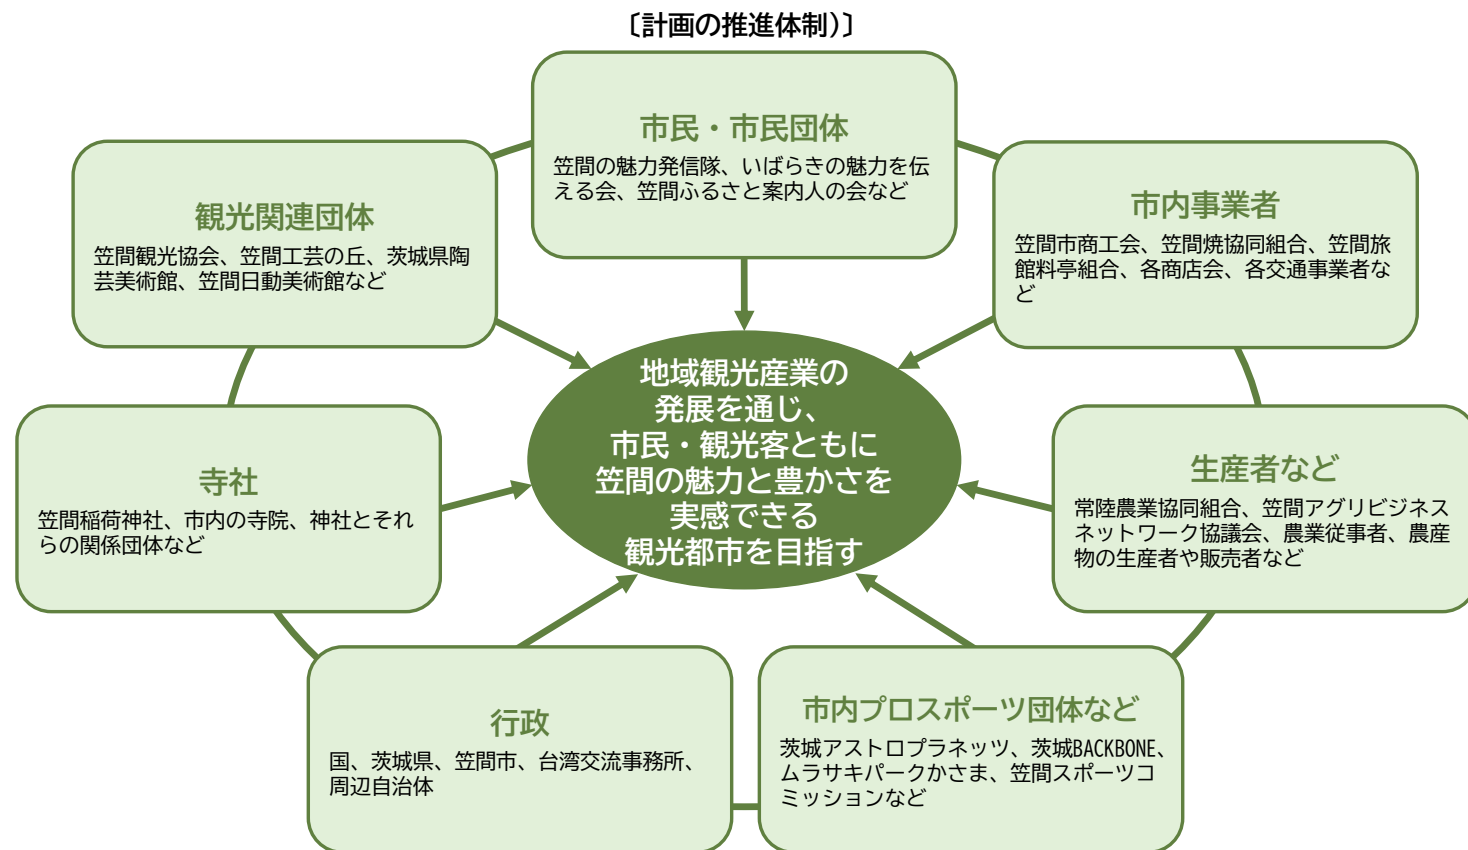 〔計画の推進体制)〕
市民・市民団体
笠間の魅力発信隊、いばらきの魅力を伝
える会、笠間ふるさと案内人の会など
観光関連団体
笠間観光協会、笠間工芸の丘、茨城県陶
芸美術館、笠間日動美術館など
市内事業者
笠間市商工会、笠間焼協同組合、笠間旅
館料亭組合、各商店会、各交通事業者な
ど
地域観光産業の
発展を通じ、
市民・観光客ともに
笠間の魅力と豊かさを
実感できる
観光都市を目指す
寺社
笠間稲荷神社、市内の寺院、神社とそれ
らの関係団体など
生産者など
常陸農業協同組合、笠間アグリビジネス
ネットワーク協議会、農業従事者、農産
物の生産者や販売者など
行政
国、茨城県、笠間市、台湾交流事務所、
周辺自治体
市内プロスポーツ団体など
茨城アストロプラネッツ、茨城BACKBONE、
ムラサキパークかさま、笠間スポーツコ
ミッションなど